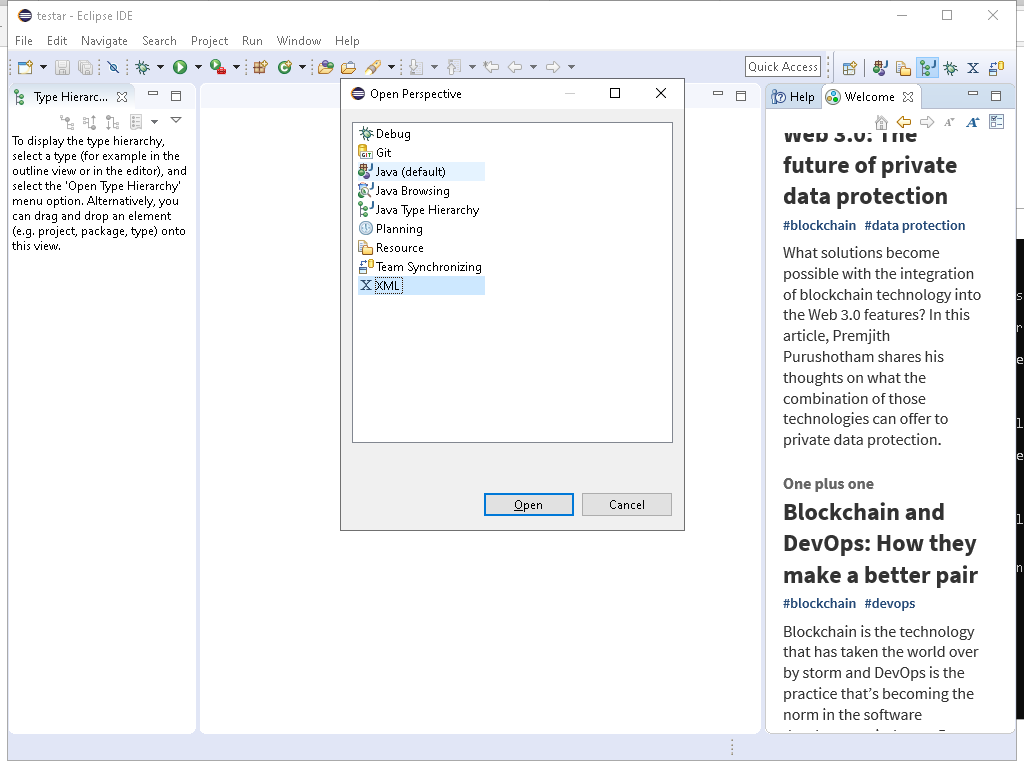 testar - Eclipse IDE
File Edit Navigate Search Project Run Window Help
Quick Access
Type Hierarc...
To display the type hierarchy,
select a type (for example in the
outline view or in the editor), and
select the 'Open Type Hierarchy'
menu option. Alternatively, you
can drag and drop an element
(e.g. project, package, type) onto
this view.
Open Perspective
Debug
Git
Java (default)
Java Browsing
Java Type Hierarchy
Planning
Resource
Team Synchronizing
XML
Open Cancel
Help Welcome
Web 3.0: The
future of private
data protection
#blockchain #data protection
What solutions become
possible with the integration
of blockchain technology into
the Web 3.0 features? In this
article, Premjith
Purushotham shares his
thoughts on what the
combination of those
technologies can offer to
private data protection.
One plus one
Blockchain and
DevOps: How they
make a better pair
#blockchain #devops
Blockchain is the technology
that has taken the world over
by storm and DevOps is the
practice that's becoming the
norm in the software